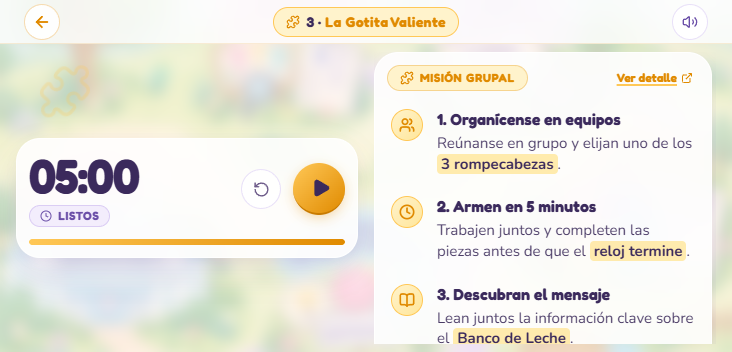 3 · La Gotita Valiente
05:00
LISTOS
MISIÓN GRUPAL
Ver detalle
1. Organícense en equipos
Reúnanse en grupo y elijan uno de los
3 rompecabezas.
2. Armen en 5 minutos
Trabajen juntos y completen las
piezas antes de que el reloj termine.
3. Descubran el mensaje
Lean juntos la información clave sobre
el Banco de Leche.